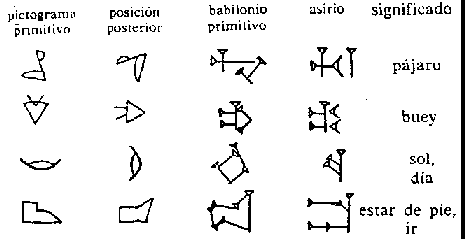 pictograma posición babilonio asirio significado
primitivo posterior primitivo
pájaro
buey
sol,
día
estar de pie,
ir